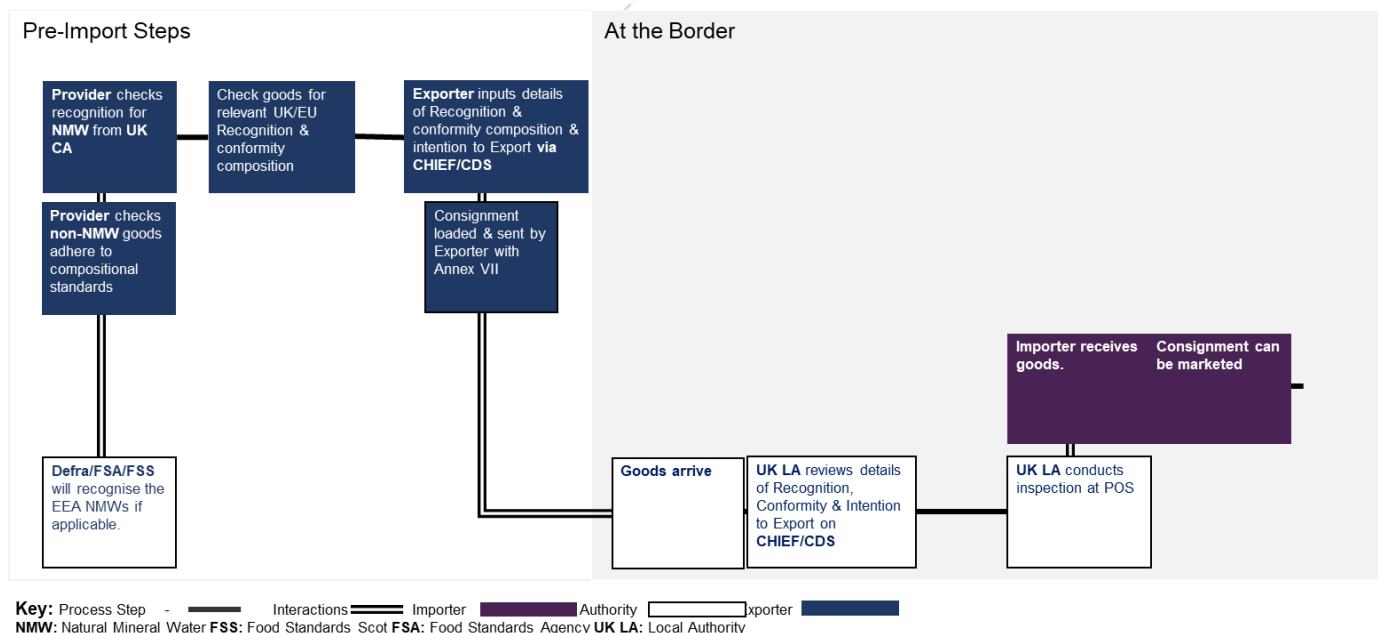 Pre-Import Steps
At the Border
Provider checks
recognition for
NMW from UK
CA
Check goods for
relevant UK/EU
Recognition &
conformity
composition
Exporter inputs details
of Recognition &
conformity composition &
intention to Export via
CHIEF/CDS
Provider checks
non-NMW goods
adhere to
compositional
standards
Consignment
loaded & sent by
Exporter with
Annex VII
Importer receives
goods.
Consignment can
be marketed
Defra/FSA/FSS
will recognise the
EEA NMWs if
applicable.
Goods arrive
UK LA reviews details
of Recognition,
Conformity & Intention
to Export on
CHIEF/CDS
UK LA conducts
inspection at POS
Key: Process Step - Interactions Importer Authority xporter
NMW: Natural Mineral Water FSS: Food Standards Scot FSA: Food Standards Agency UK LA: Local Authority